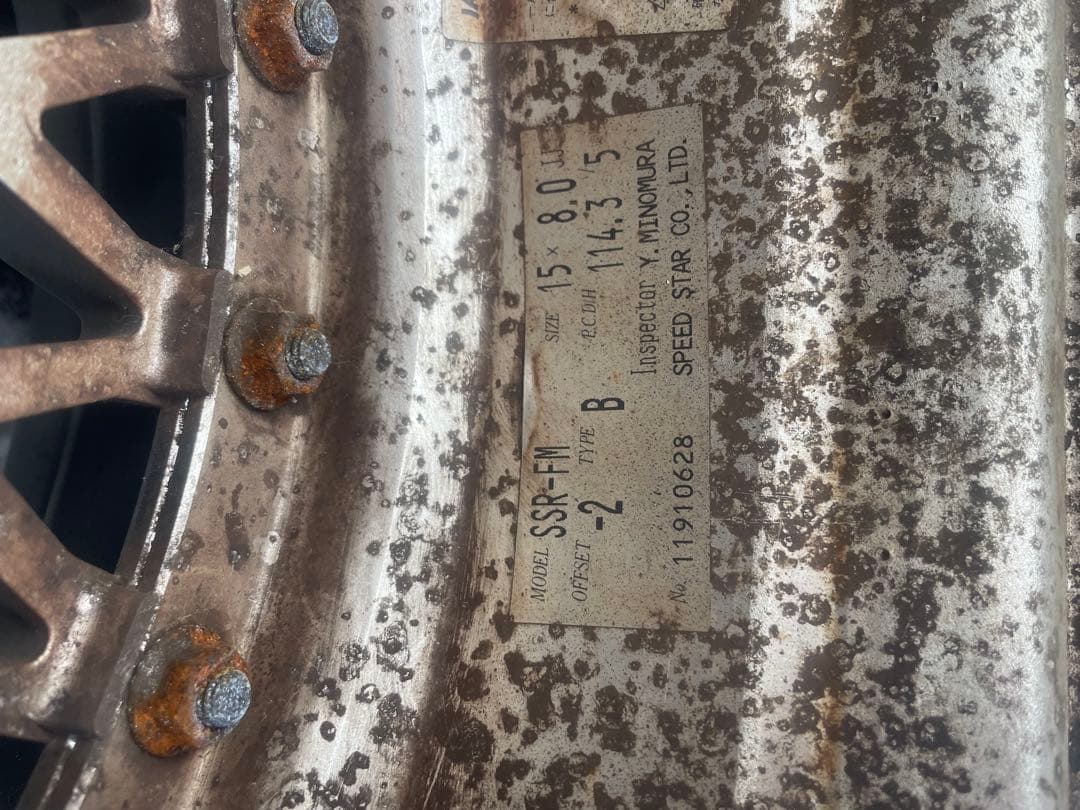 MODEL SSR-FM SIZE 15 × 8.0 JJ
OFFSET -2 TYPE B P.C.D/H 114.3 /5
Inspector Y. MINOMURA
No. 11910628 SPEED STAR CO., LTD.